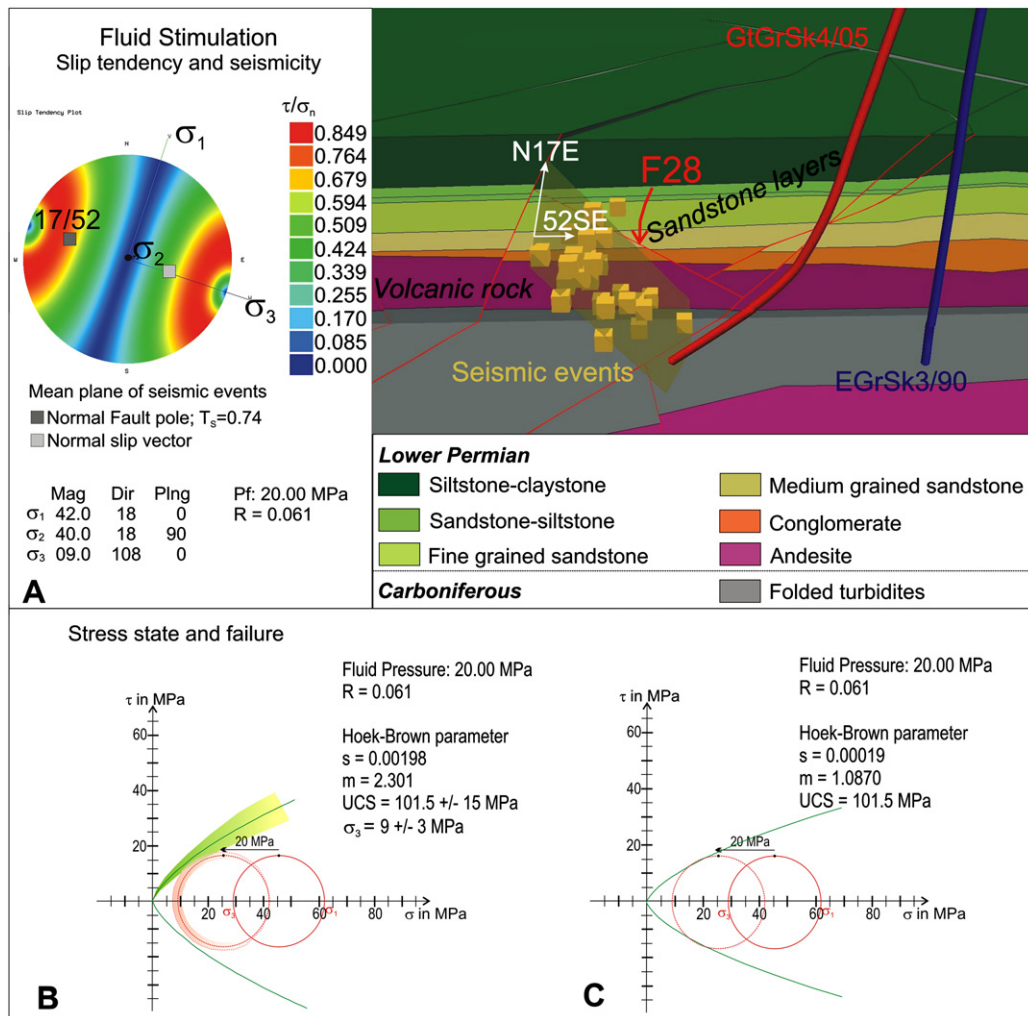 Fluid Stimulation
Slip tendency and seismicity
Slip Tendency Plot
τ/σn
0.849
0.764
0.679
0.594
0.509
0.424
0.339
0.255
0.170
0.085
0.000
N
σ1
17/52
σ2
W
E
σ3
S
Mean plane of seismic events
Normal Fault pole; Ts=0.74
Normal slip vector
Mag Dir Plng
σ1 42.0 18 0
σ2 40.0 18 90
σ3 09.0 108 0
Pf: 20.00 MPa
R = 0.061
A
GtGrSk4/05
N17E
F28
52SE
Sandstone layers
Volcanic rock
Seismic events
EGrSk3/90
Lower Permian
Siltstone-claystone
Sandstone-siltstone
Fine grained sandstone
Medium grained sandstone
Conglomerate
Andesite
Carboniferous
Folded turbidites
Stress state and failure
Fluid Pressure: 20.00 MPa
R = 0.061
Hoek-Brown parameter
s = 0.00198
m = 2.301
UCS = 101.5 +/- 15 MPa
σ3 = 9 +/- 3 MPa
τ in MPa
60
40
20
20 MPa
σ3
σ1
20 40 60 80 σ in MPa
B
Fluid Pressure: 20.00 MPa
R = 0.061
Hoek-Brown parameter
s = 0.00019
m = 1.0870
UCS = 101.5 MPa
τ in MPa
60
40
20
20 MPa
σ3
σ1
20 40 60 80 σ in MPa
C